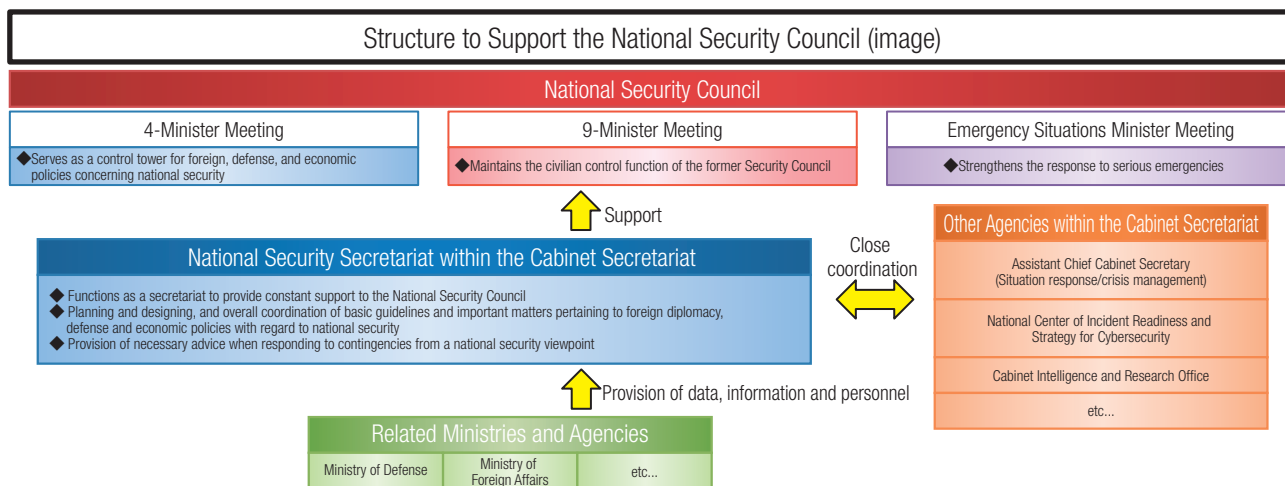 Structure to Support the National Security Council (image)
National Security Council
4-Minister Meeting
◆Serves as a control tower for foreign, defense, and economic
policies concerning national security
9-Minister Meeting
◆Maintains the civilian control function of the former Security Council
Emergency Situations Minister Meeting
◆Strengthens the response to serious emergencies
Support
National Security Secretariat within the Cabinet Secretariat
◆ Functions as a secretariat to provide constant support to the National Security Council
◆ Planning and designing, and overall coordination of basic guidelines and important matters pertaining to foreign diplomacy,
defense and economic policies with regard to national security
◆ Provision of necessary advice when responding to contingencies from a national security viewpoint
Close
coordination
Other Agencies within the Cabinet Secretariat
Assistant Chief Cabinet Secretary
(Situation response/crisis management)
National Center of Incident Readiness and
Strategy for Cybersecurity
Cabinet Intelligence and Research Office
etc...
Provision of data, information and personnel
Related Ministries and Agencies
Ministry of Defense
Ministry of
Foreign Affairs
etc...